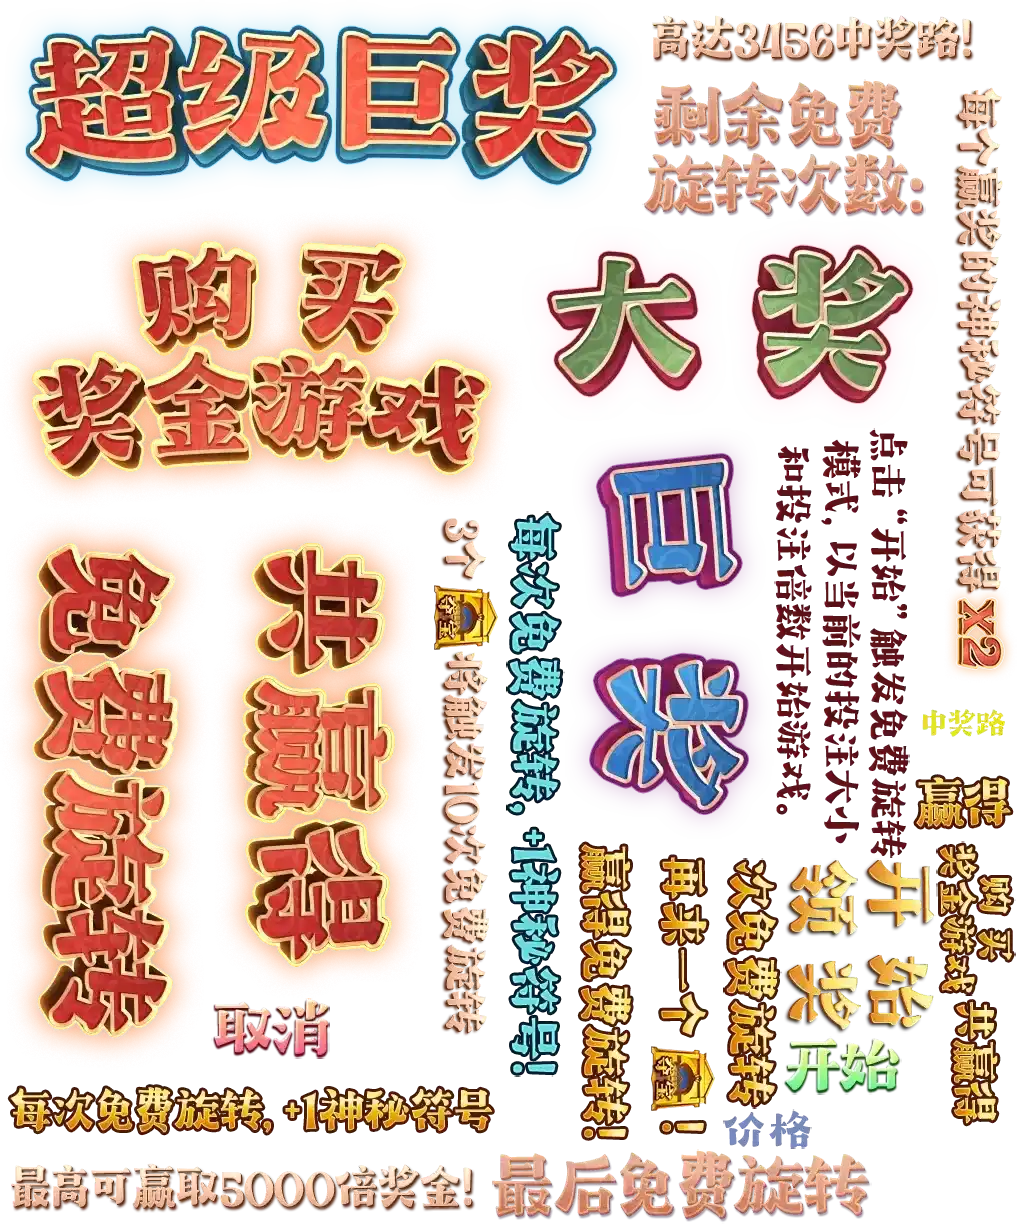 超级巨奖
高达3456中奖路!
剩余免费
旋转次数:
每个赢奖的神秘符号可获得X2
购买
奖金游戏
大奖
巨奖
点击“开始”触发免费旋转
模式，以当前的投注大小
和投注倍数开始游戏。
免费旋转
共赢得
3个夺宝将触发10次免费旋转
每次免费旋转, +1神秘符号!
中奖路
赢得免费旋转!
再来一个夺宝!
次免费旋转
领奖
开始
购买
奖金游戏
共赢得
取消
开始
价格
每次免费旋转, +1神秘符号
最高可赢取5000倍奖金!
最后免费旋转